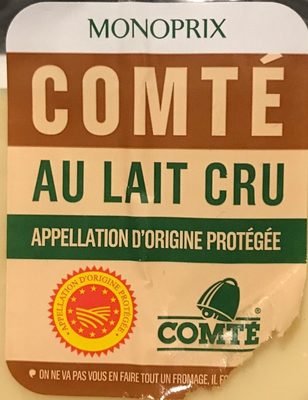 MONOPRIX
COMTÉ
AU LAIT CRU
APPELLATION D'ORIGINE PROTÉGÉE
APPELLATION D'ORIGINE PROTÉGÉE
COMTÉ®
ON NE VA PAS VOUS EN FAIRE TOUT UN FROMAGE, IL